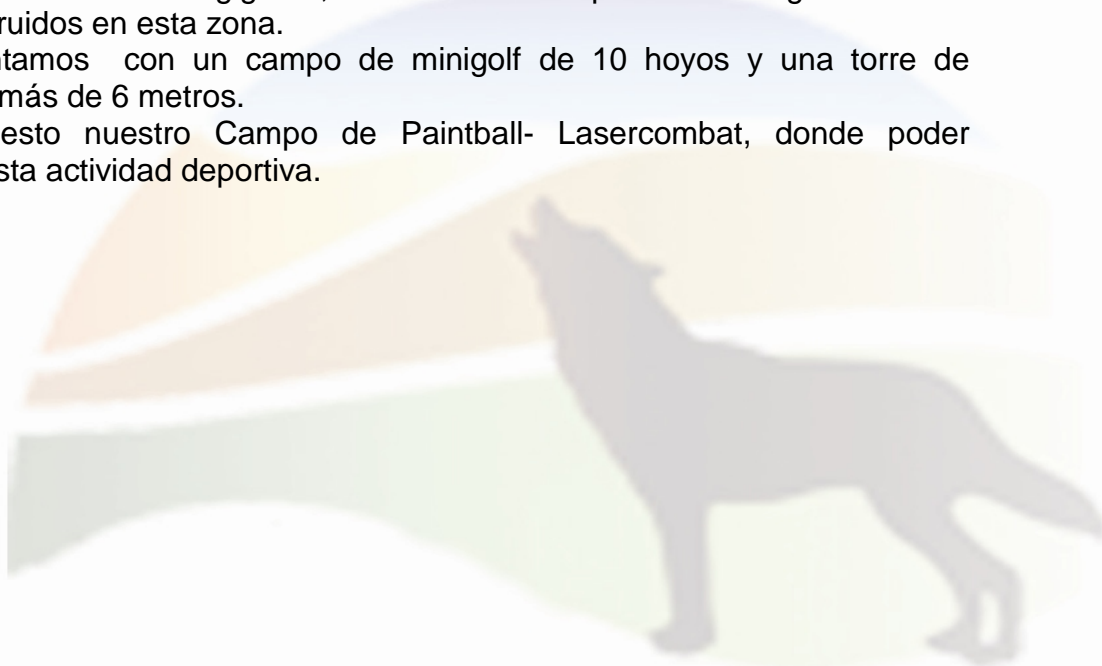 ruidos en esta zona.
ntamos con un campo de minigolf de 10 hoyos y una torre de
más de 6 metros.
esto nuestro Campo de Paintball- Lasercombat, donde poder
sta actividad deportiva.